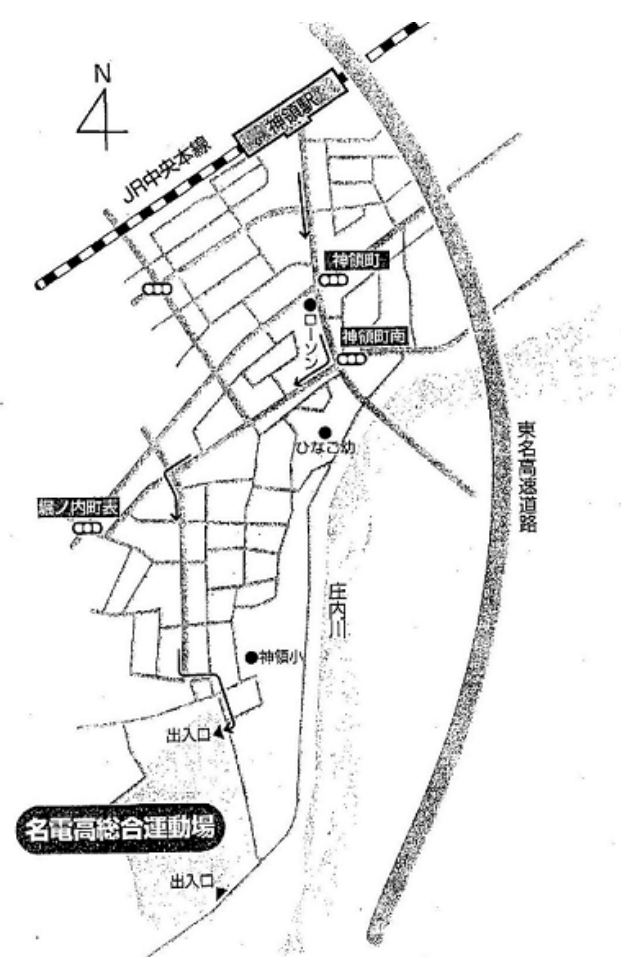 N
神領駅
JR中央本線
神領町
ローソン
神領町南
ひなご幼
東名高速道路
堀ノ内町表
庄内川
神領小
出入口
名電高総合運動場
出入口